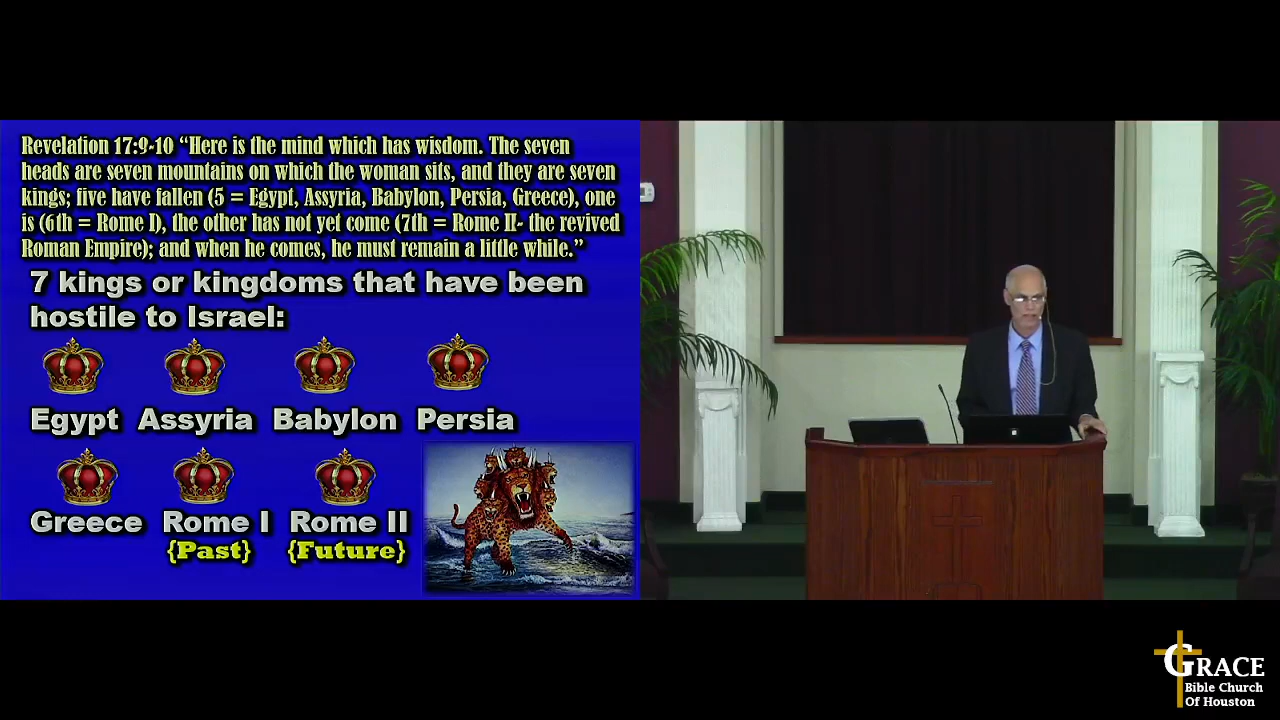 Revelation 17:9-10 “Here is the mind which has wisdom. The seven
heads are seven mountains on which the woman sits, and they are seven
kings; five have fallen (5 = Egypt, Assyria, Babylon, Persia, Greece), one
is (6th = Rome I), the other has not yet come (7th = Rome II- the revived
Roman Empire); and when he comes, he must remain a little while.”
7 kings or kingdoms that have been
hostile to Israel:
Egypt Assyria Babylon Persia
Greece Rome I Rome II
{Past} {Future}
GRACE
Bible Church
Of Houston